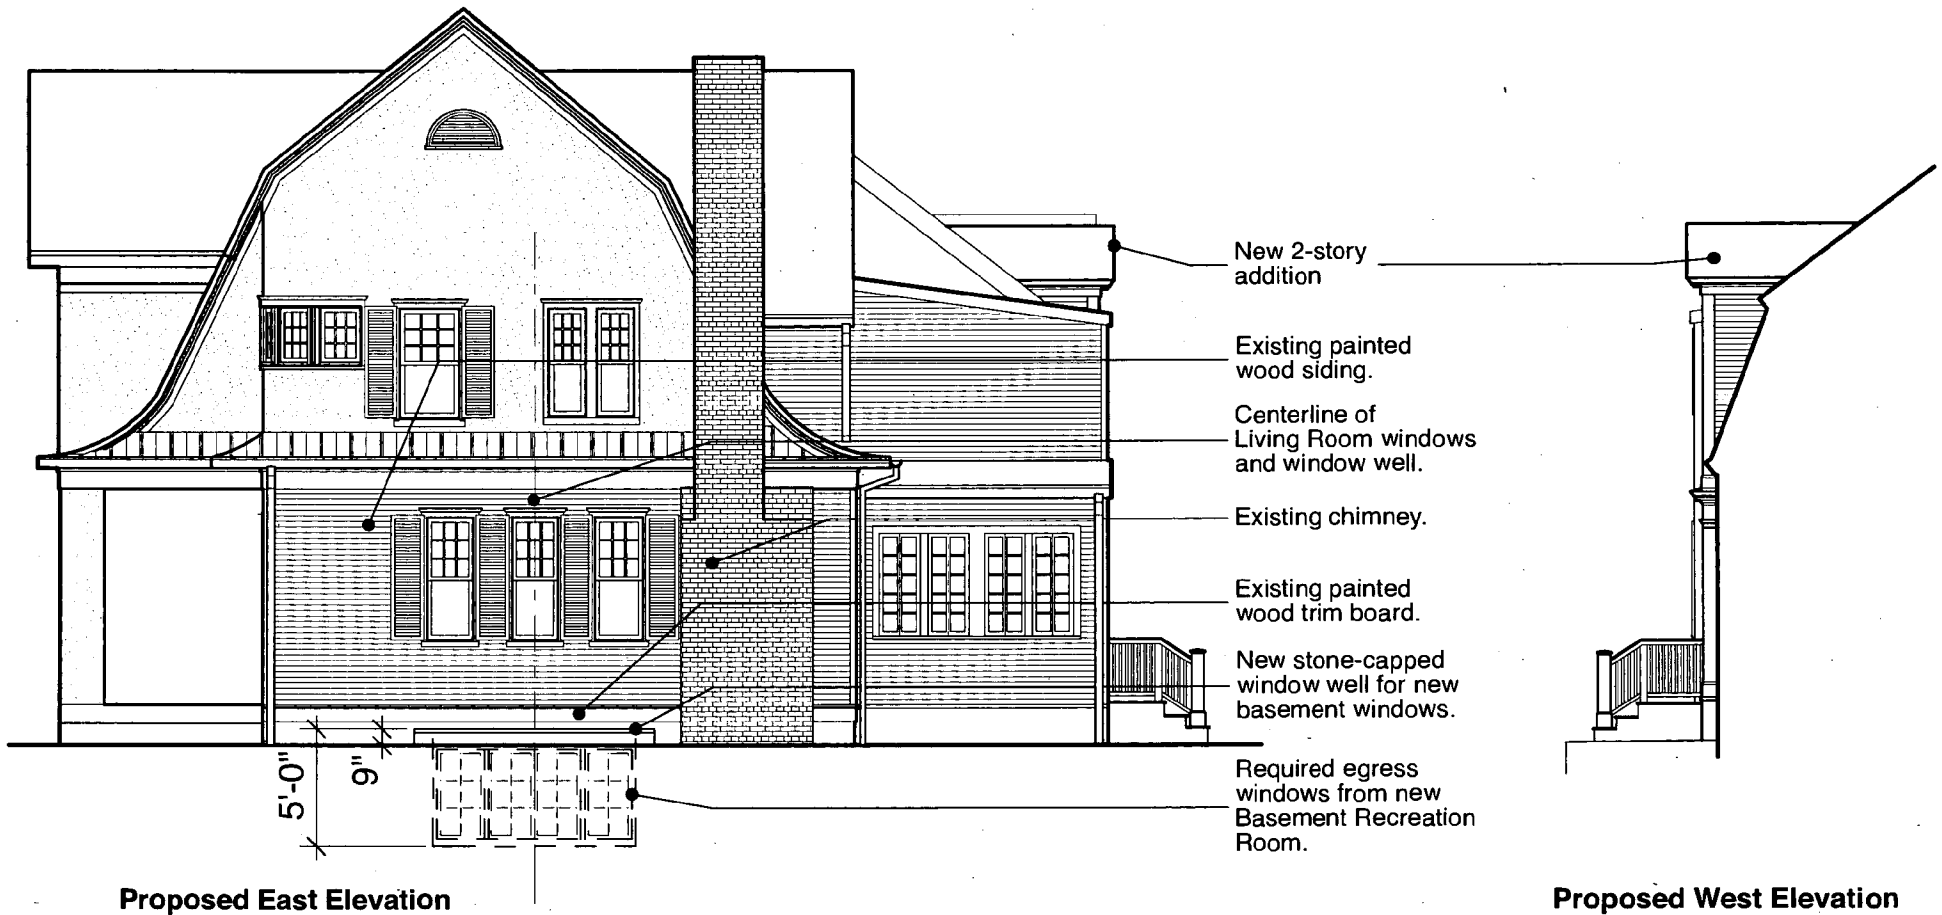 New 2-story
addition
Existing painted
wood siding.
Centerline of
Living Room windows
and window well.
Existing chimney.
Existing painted
wood trim board.
New stone-capped
window well for new
basement windows.
Required egress
windows from new
Basement Recreation
Room.
5'-0"
9"
Proposed East Elevation
Proposed West Elevation